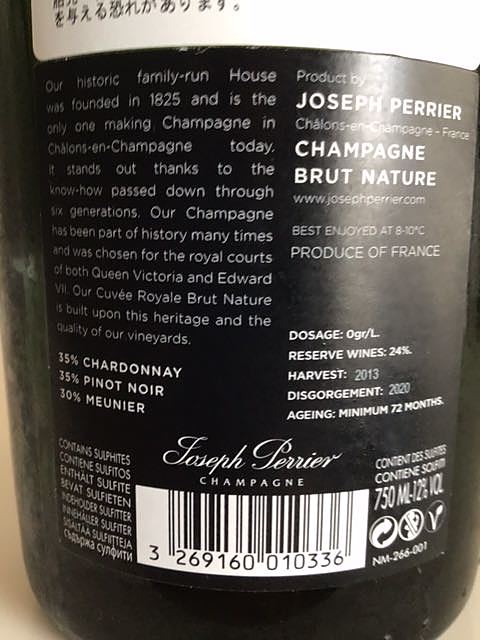 を与える恐れがあります。
Our historic family-run House
was founded in 1825 and is the
only one making Champagne in
Châlons-en-Champagne today.
It stands out thanks to the
know-how passed down through
six generations. Our Champagne
has been part of history many times
and was chosen for the royal courts
of both Queen Victoria and Edward
VII. Our Cuvée Royale Brut Nature
is built upon this heritage and the
quality of our vineyards.
35% CHARDONNAY
35% PINOT NOIR
30% MEUNIER
Product by
JOSEPH PERRIER
Châlons-en-Champagne - France
CHAMPAGNE
BRUT NATURE
www.josephperrier.com
BEST ENJOYED AT 8-10°C
PRODUCE OF FRANCE
DOSAGE: 0gr/L.
RESERVE WINES: 24%.
HARVEST: 2013
DISGORGEMENT: 2020
AGEING: MINIMUM 72 MONTHS.
Joseph Perrier
CHAMPAGNE
CONTAINS SULPHITES
CONTIENE SULFITOS
ENTHÄLT SULFITE
BEVAT SULFIETEN
INDEHOLDER SULFITTER
INNEHÅLLER SULFITER
SISÄLTÄÄ SULFIITTEJA
съдържа сулфити
3 269160 010336
CONTIENT DES SULFITES
CONTIENE SOLFITI
750 ML-12% VOL
NM-266-001